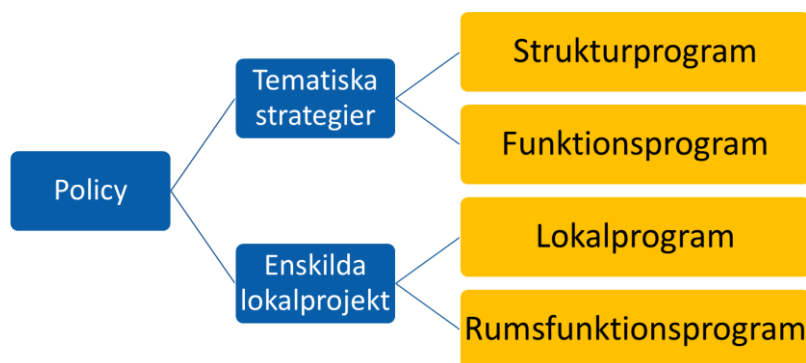 Policy
Tematiska
strategier
Enskilda
lokalprojekt
Strukturprogram
Funktionsprogram
Lokalprogram
Rumsfunktionsprogram